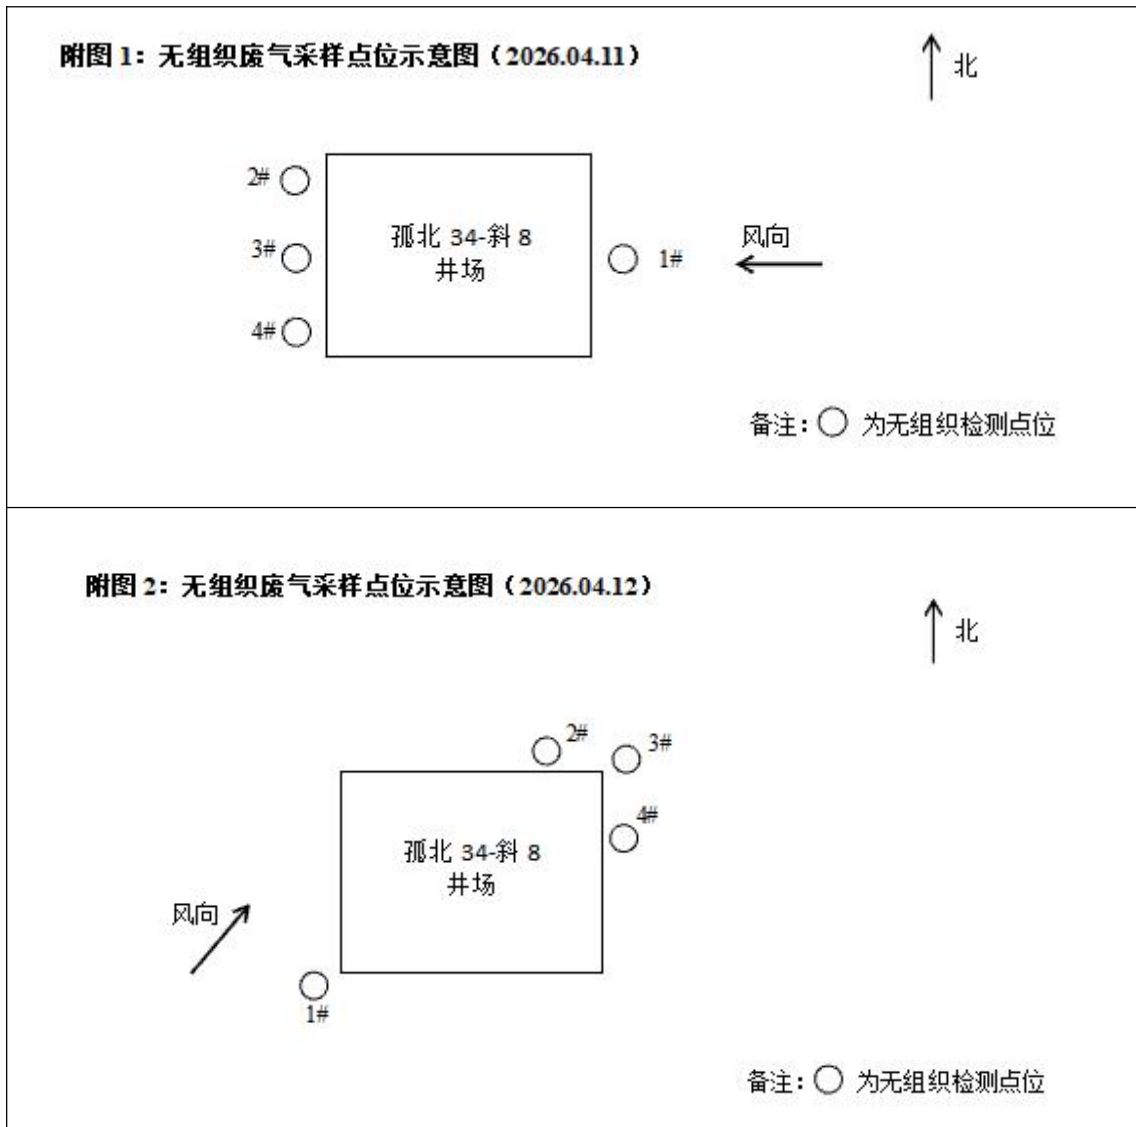 附图 1：无组织废气采样点位示意图（2026.04.11）
北
2#
3#
4#
孤北 34-斜 8
井场
1#
风向
备注：○ 为无组织检测点位
附图 2：无组织废气采样点位示意图（2026.04.12）
北
2#
3#
4#
孤北 34-斜 8
井场
风向
1#
备注：○ 为无组织检测点位